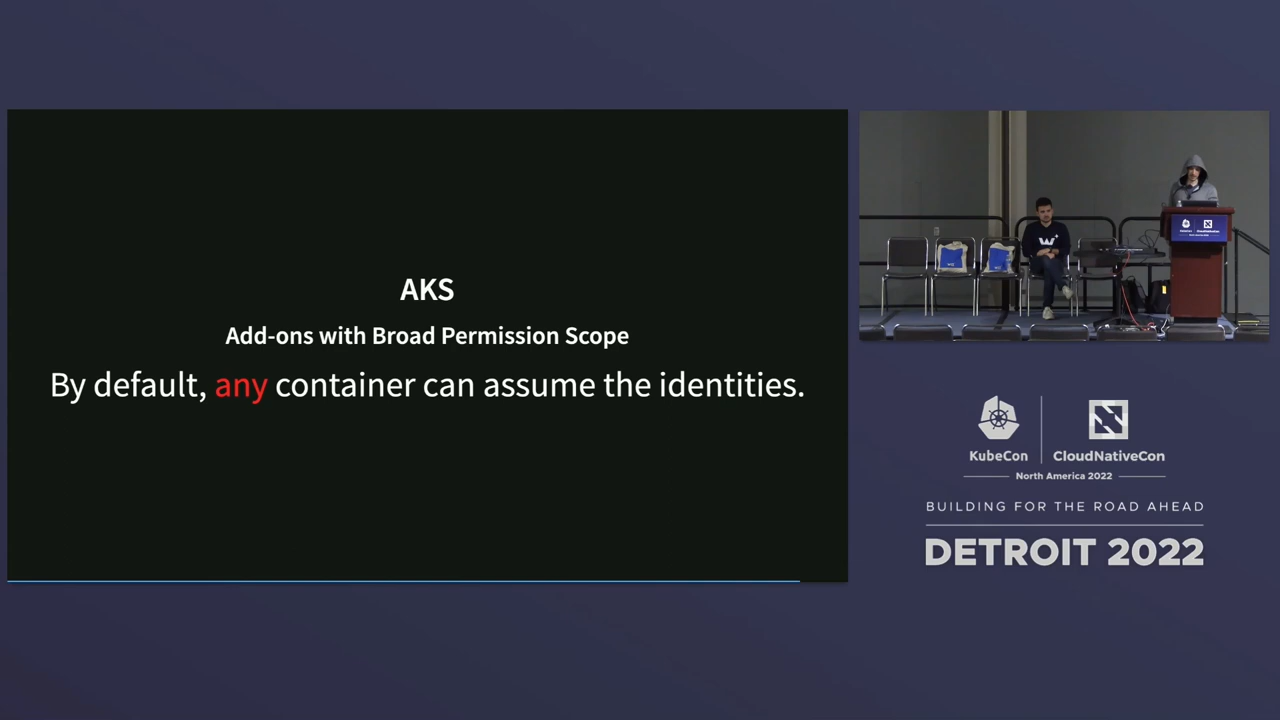 AKS
Add-ons with Broad Permission Scope
By default, any container can assume the identities.
KubeCon
CloudNativeCon
North America 2022
BUILDING FOR THE ROAD AHEAD
DETROIT 2022